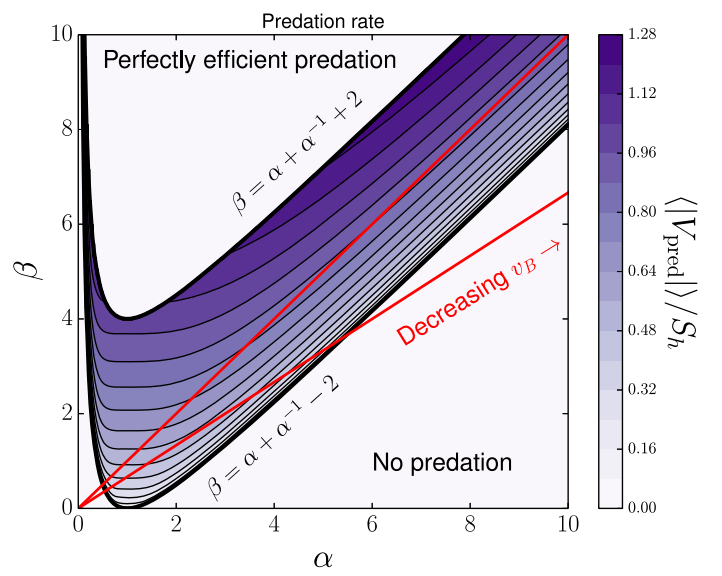 Predation rate
10
8
6
4
2
0
β
Perfectly efficient predation
β = α + α⁻¹ + 2
Decreasing v_B →
β = α + α⁻¹ − 2
No predation
0 2 4 6 8 10
α
1.28
1.12
0.96
0.80
0.64
0.48
0.32
0.16
0.00
⟨|V_pred|⟩/S_h